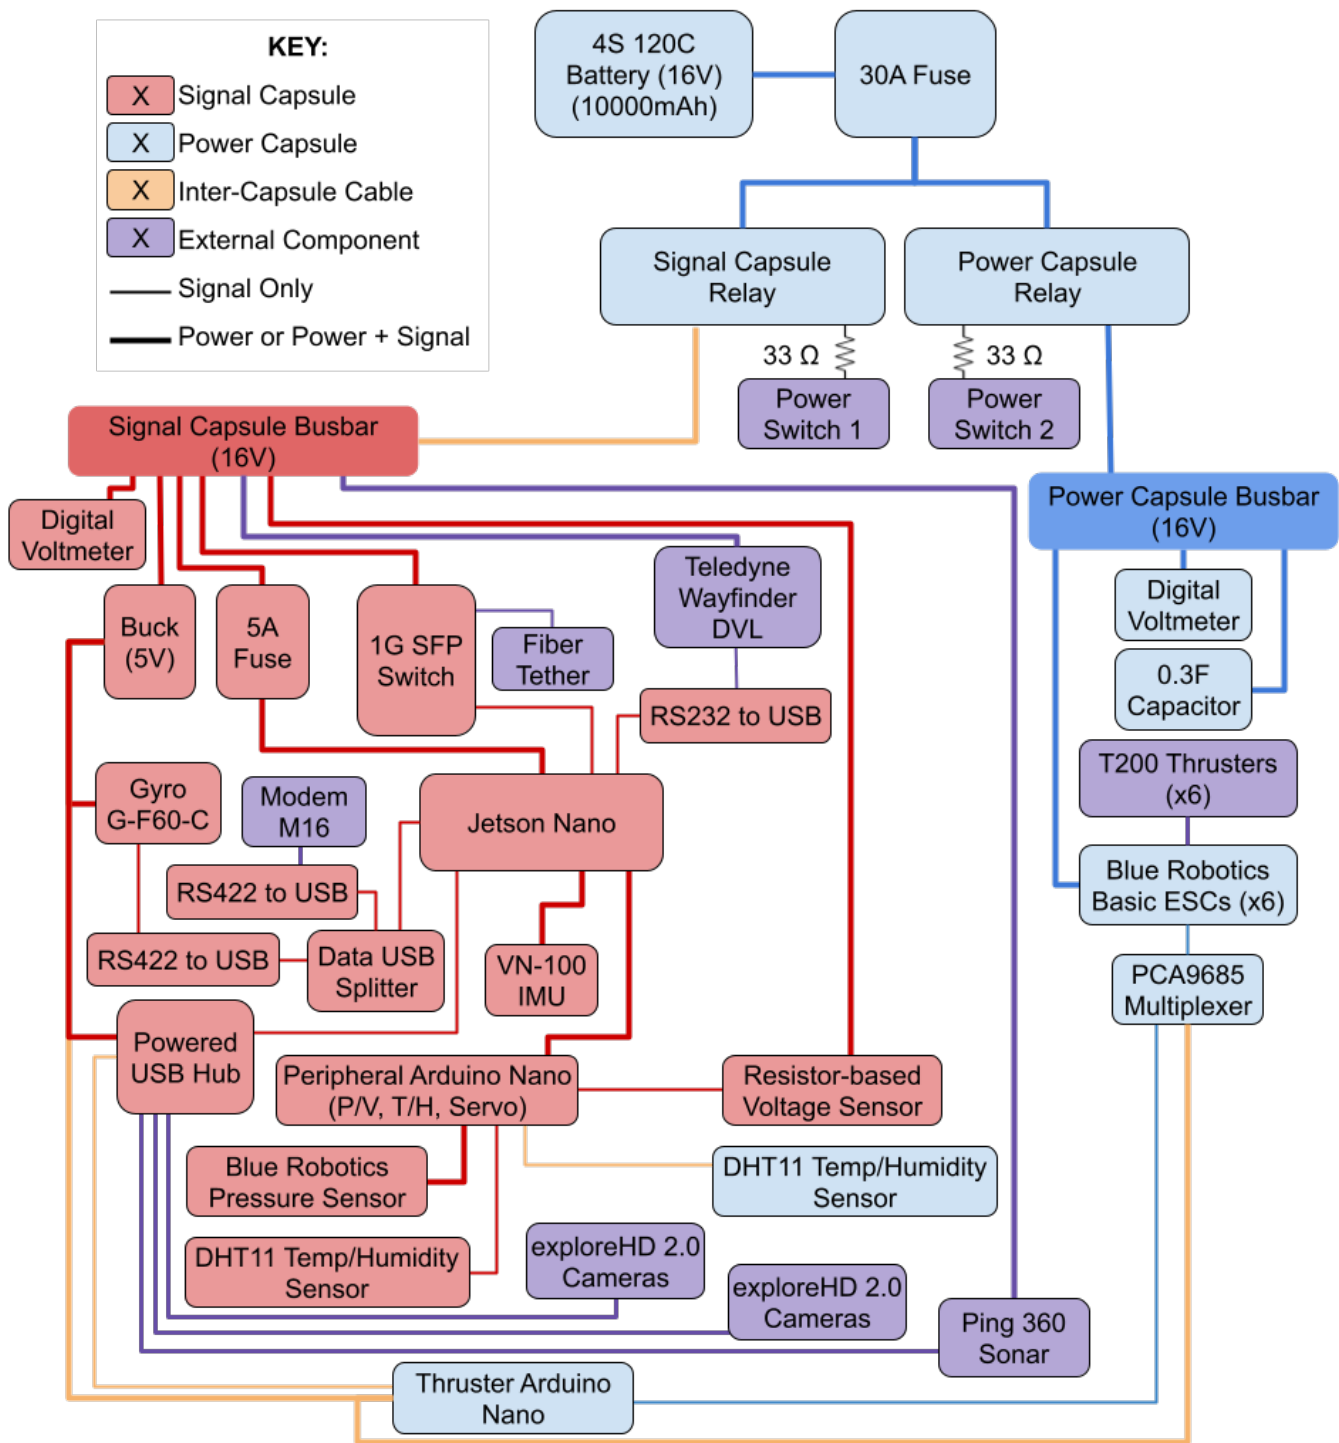 KEY:
X Signal Capsule
X Power Capsule
X Inter-Capsule Cable
X External Component
Signal Only
Power or Power + Signal
4S 120C
Battery (16V)
(10000mAh)
30A Fuse
Signal Capsule
Relay
Power Capsule
Relay
33 Ω
33 Ω
Power
Switch 1
Power
Switch 2
Signal Capsule Busbar
(16V)
Power Capsule Busbar
(16V)
Digital
Voltmeter
Buck
(5V)
5A
Fuse
1G SFP
Switch
Fiber
Tether
Teledyne
Wayfinder
DVL
RS232 to USB
Digital
Voltmeter
0.3F
Capacitor
T200 Thrusters
(x6)
Blue Robotics
Basic ESCs (x6)
PCA9685
Multiplexer
Gyro
G-F60-C
Modem
M16
Jetson Nano
RS422 to USB
RS422 to USB
Data USB
Splitter
VN-100
IMU
Powered
USB Hub
Peripheral Arduino Nano
(P/V, T/H, Servo)
Resistor-based
Voltage Sensor
Blue Robotics
Pressure Sensor
DHT11 Temp/Humidity
Sensor
DHT11 Temp/Humidity
Sensor
exploreHD 2.0
Cameras
exploreHD 2.0
Cameras
Ping 360
Sonar
Thruster Arduino
Nano